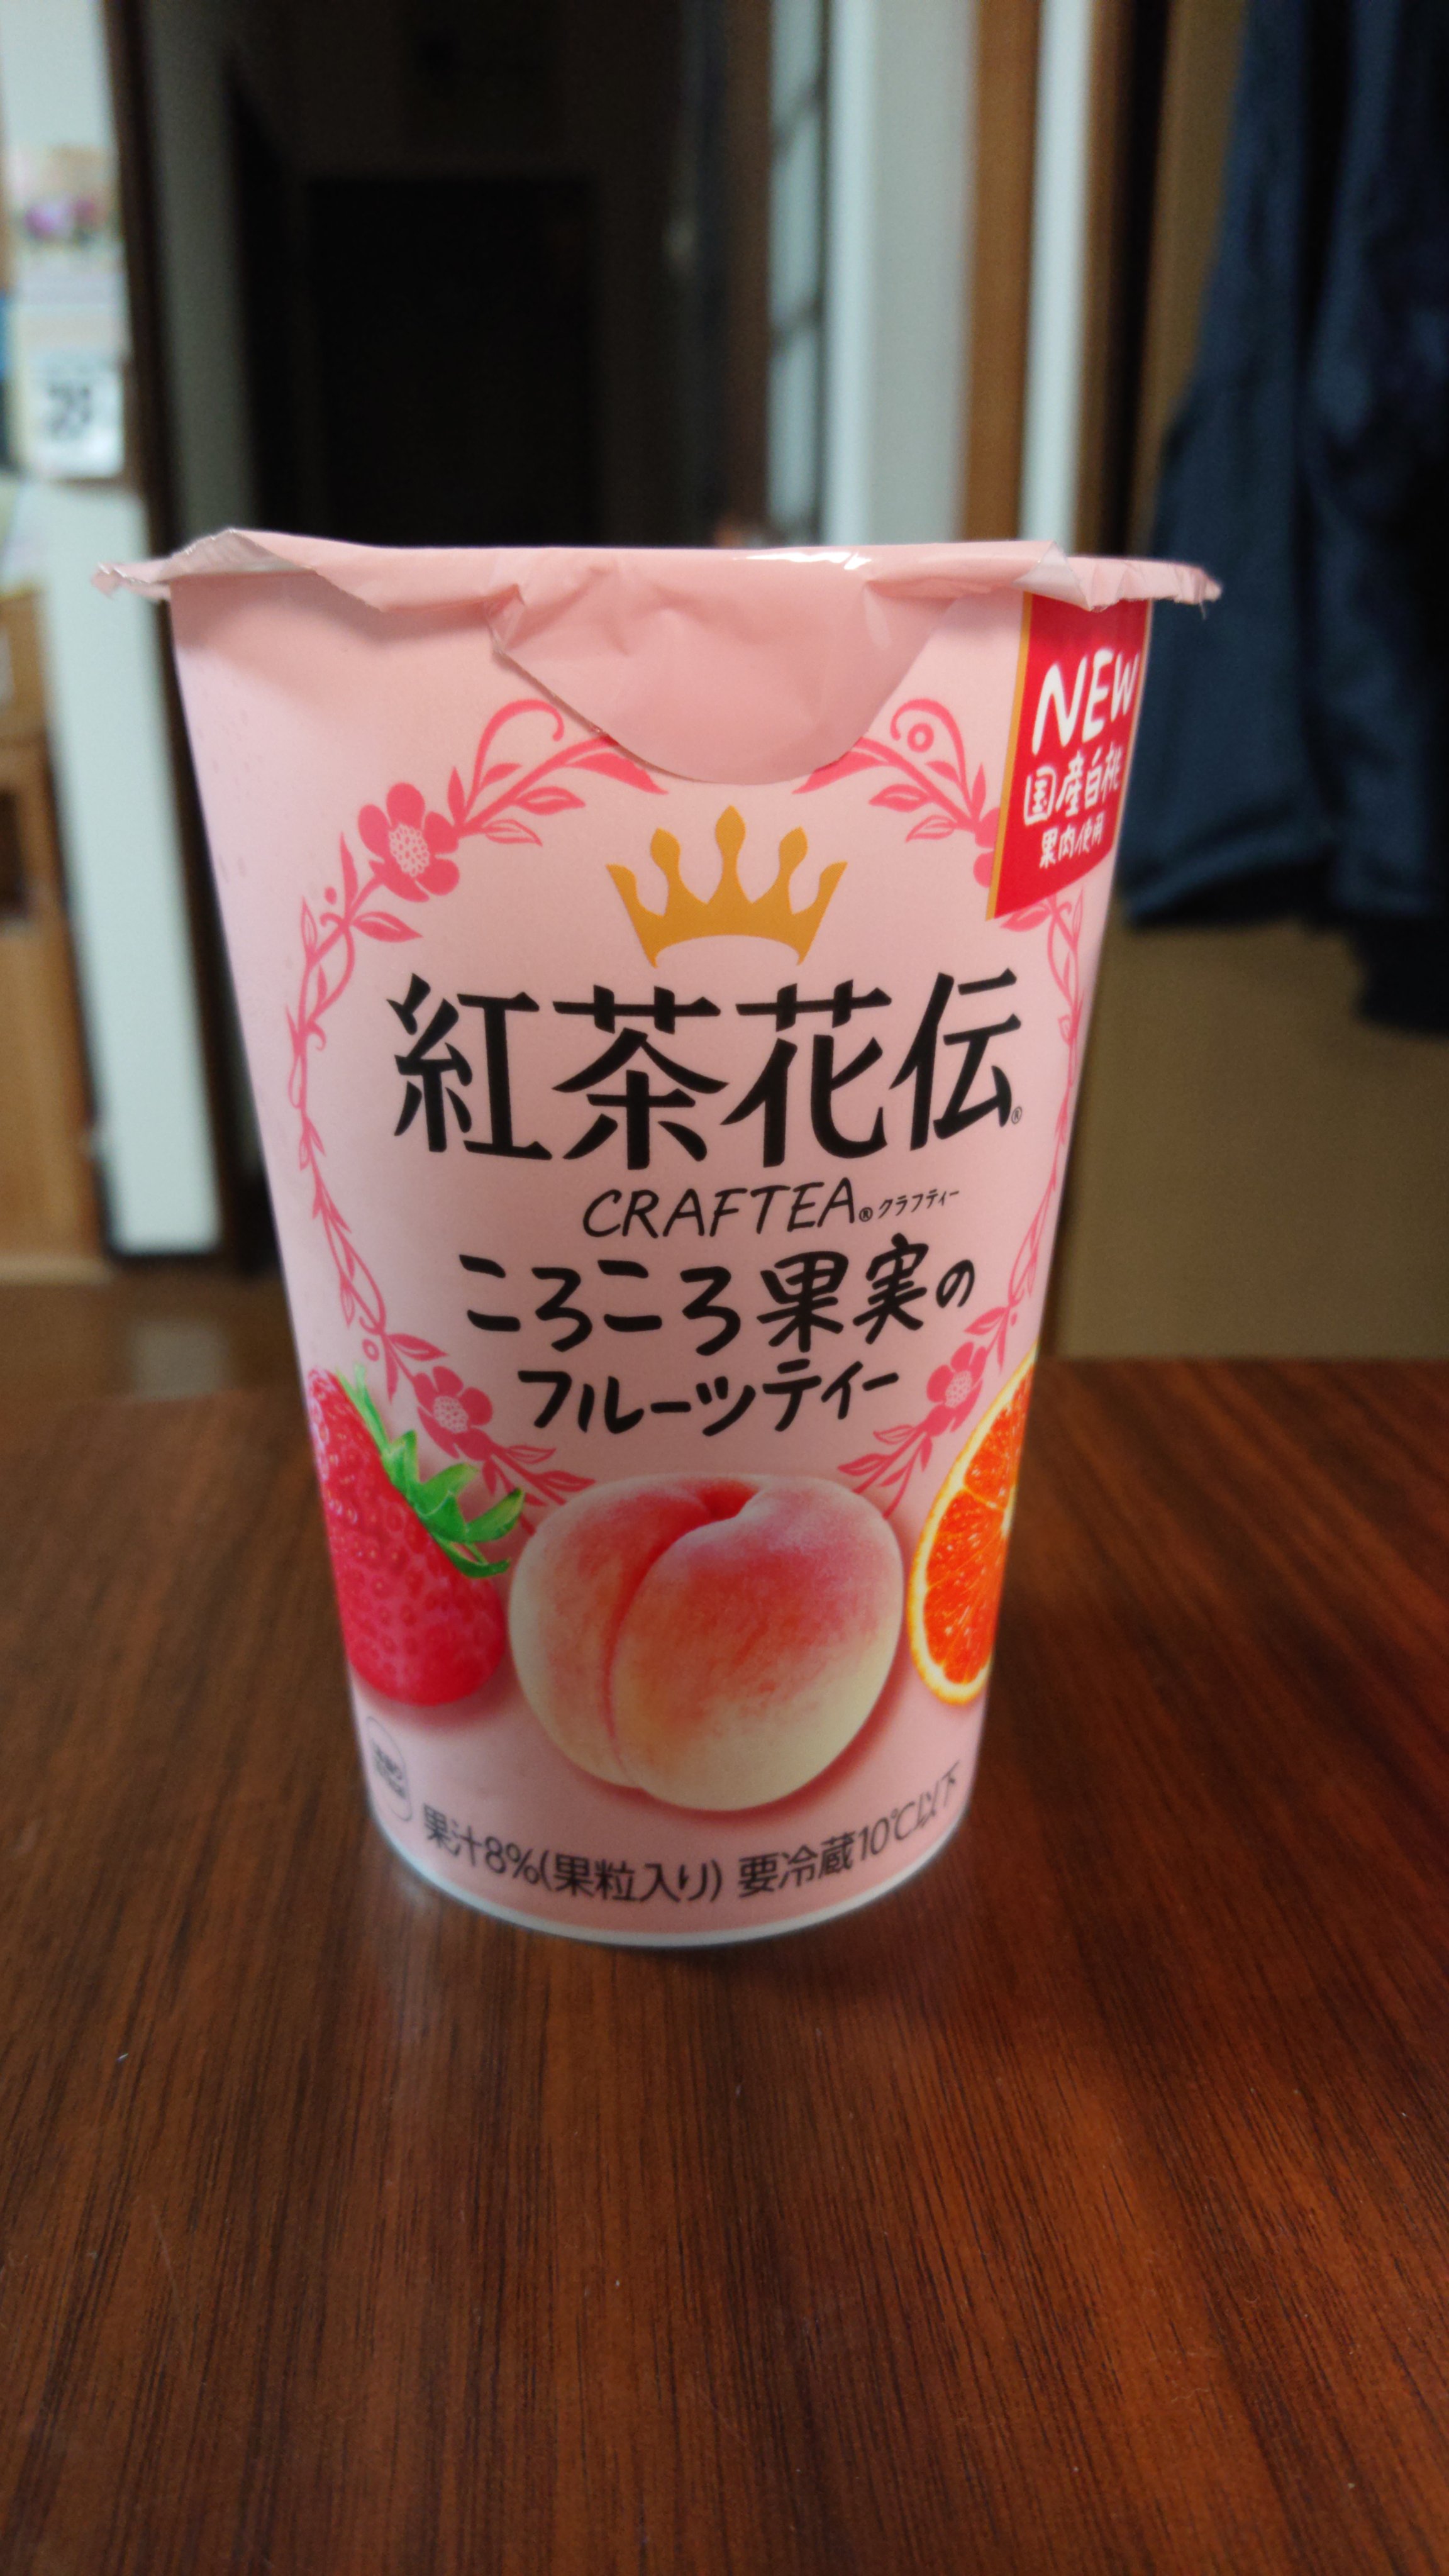 NEW
国産白桃
果肉使用
紅茶花伝®
CRAFTEA® クラフティー
ころころ果実の
フルーツティー
果汁8%(果粒入り) 要冷蔵10℃以下